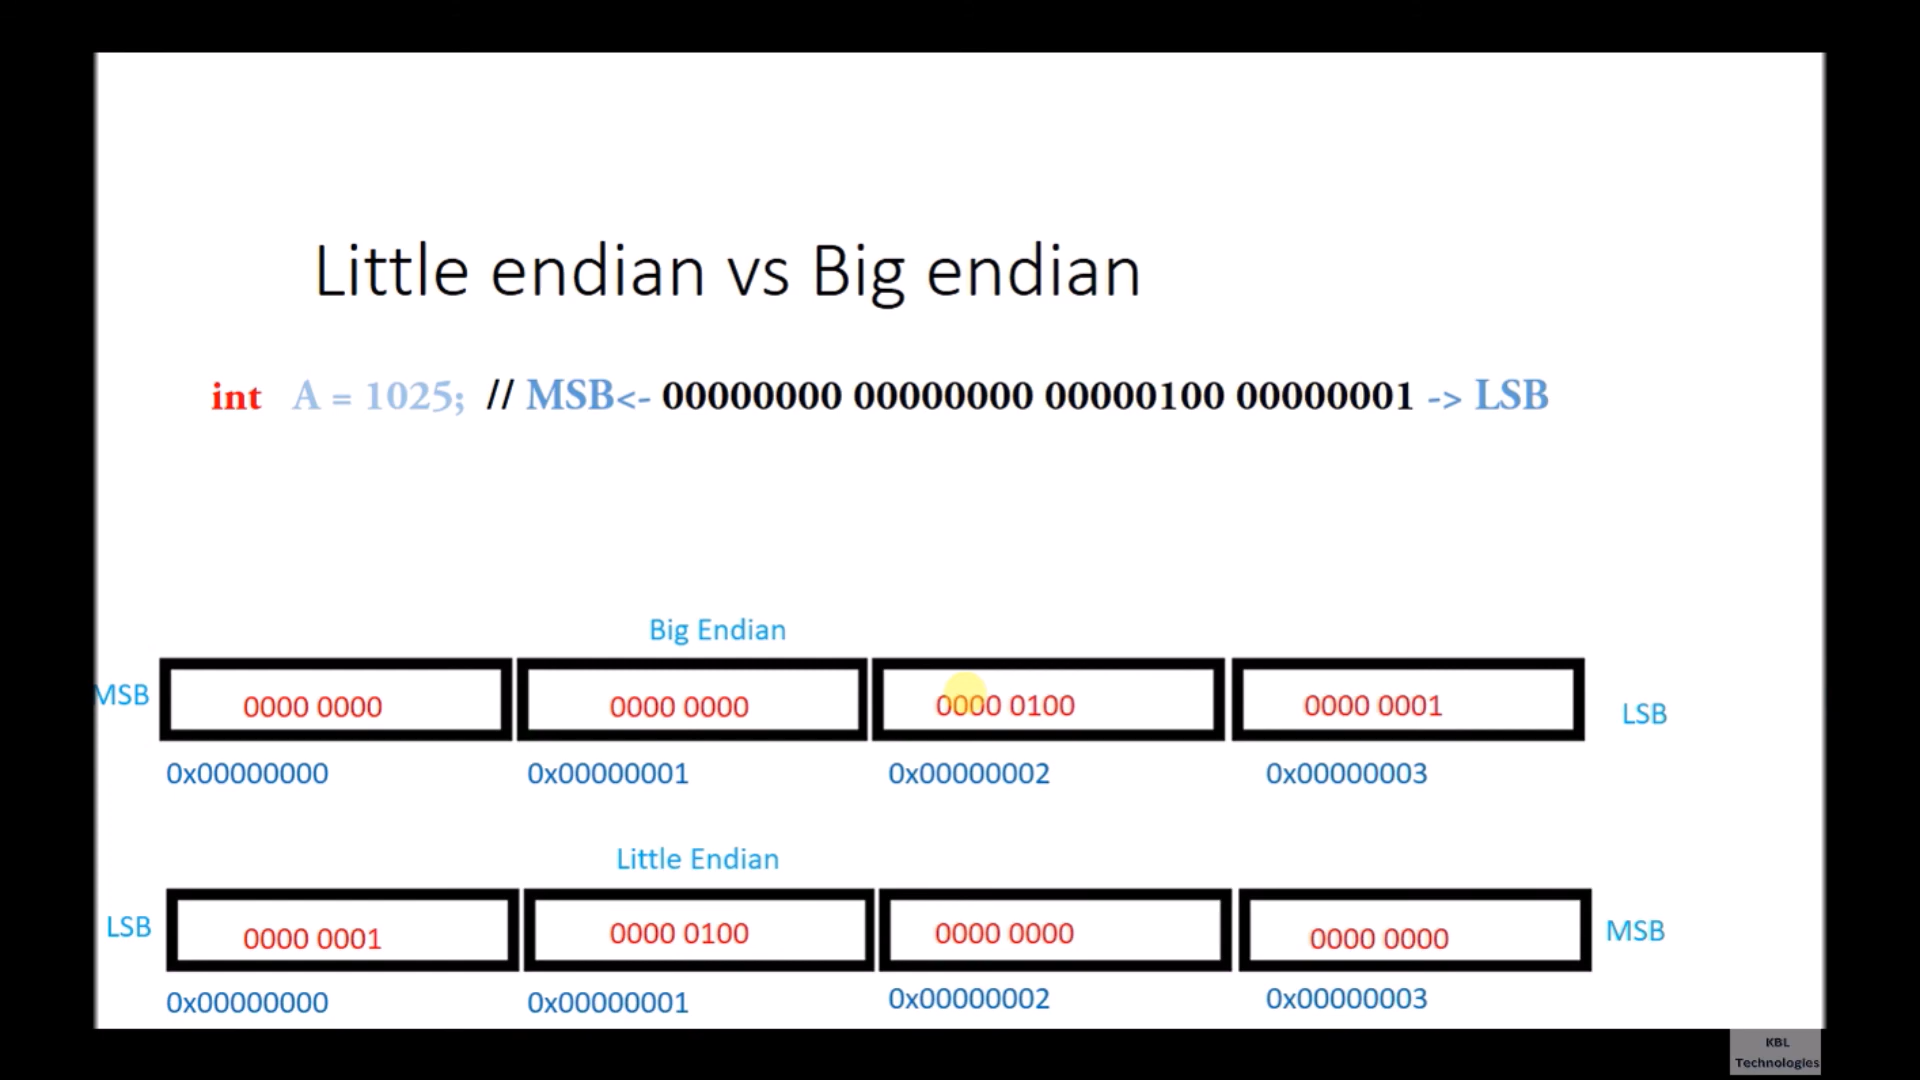 Little endian vs Big endian
int A = 1025; // MSB<- 00000000 00000000 00000100 00000001 -> LSB
Big Endian
MSB 0000 0000 0000 0000 0000 0100 0000 0001 LSB
0x00000000 0x00000001 0x00000002 0x00000003
Little Endian
LSB 0000 0001 0000 0100 0000 0000 0000 0000 MSB
0x00000000 0x00000001 0x00000002 0x00000003
KBL
Technologies